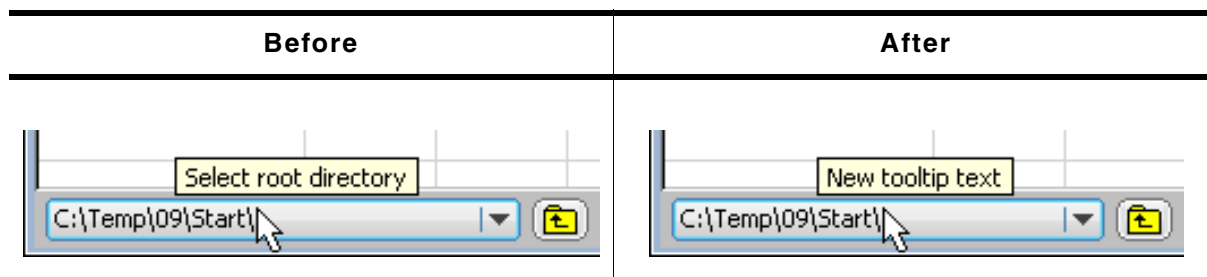 Before After
Select root directory New tooltip text
C:\Temp\09\Start\ C:\Temp\09\Start\